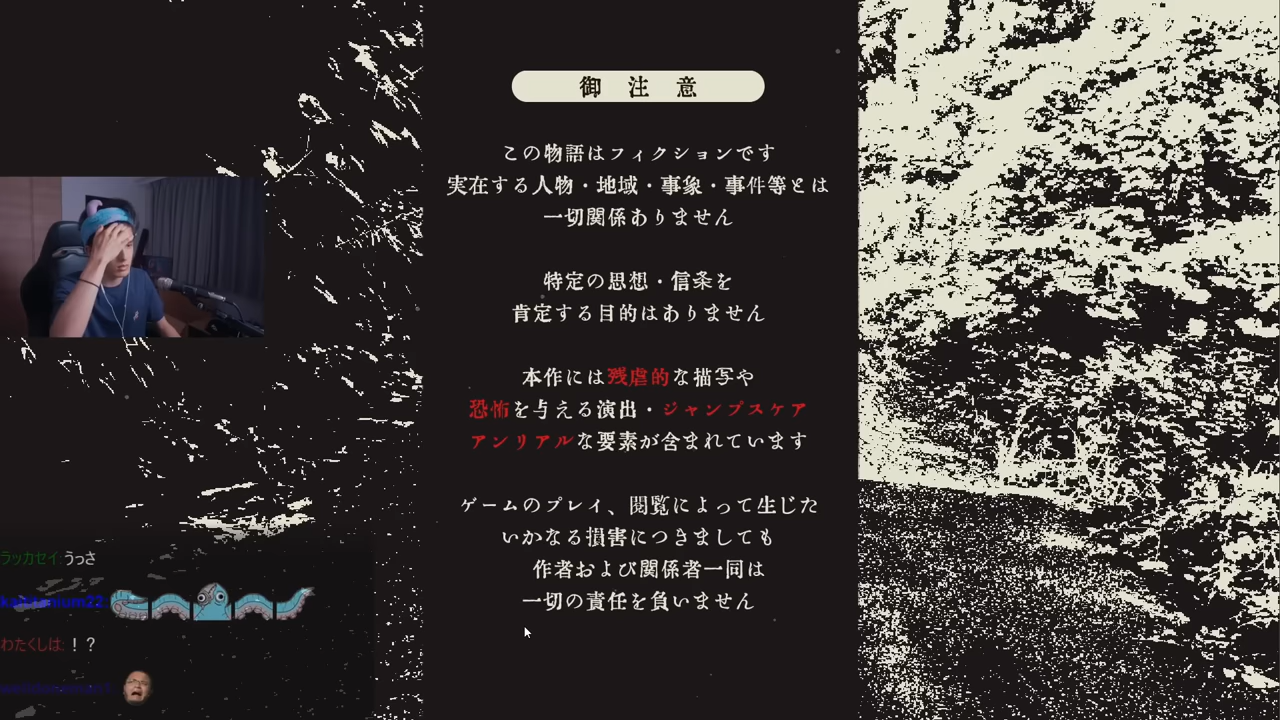 御注意
この物語はフィクションです
実在する人物・地域・事象・事件等とは
一切関係ありません
特定の思想・信条を
肯定する目的はありません
本作には残虐的な描写や
恐怖を与える演出・ジャンプスケア
アンリアルな要素が含まれています
ゲームのプレイ、閲覧によって生じた
いかなる損害につきましても
作者および関係者一同は
一切の責任を負いません
ラッカセイ: うっさ
kaititanium22:
わたくしは: ！？